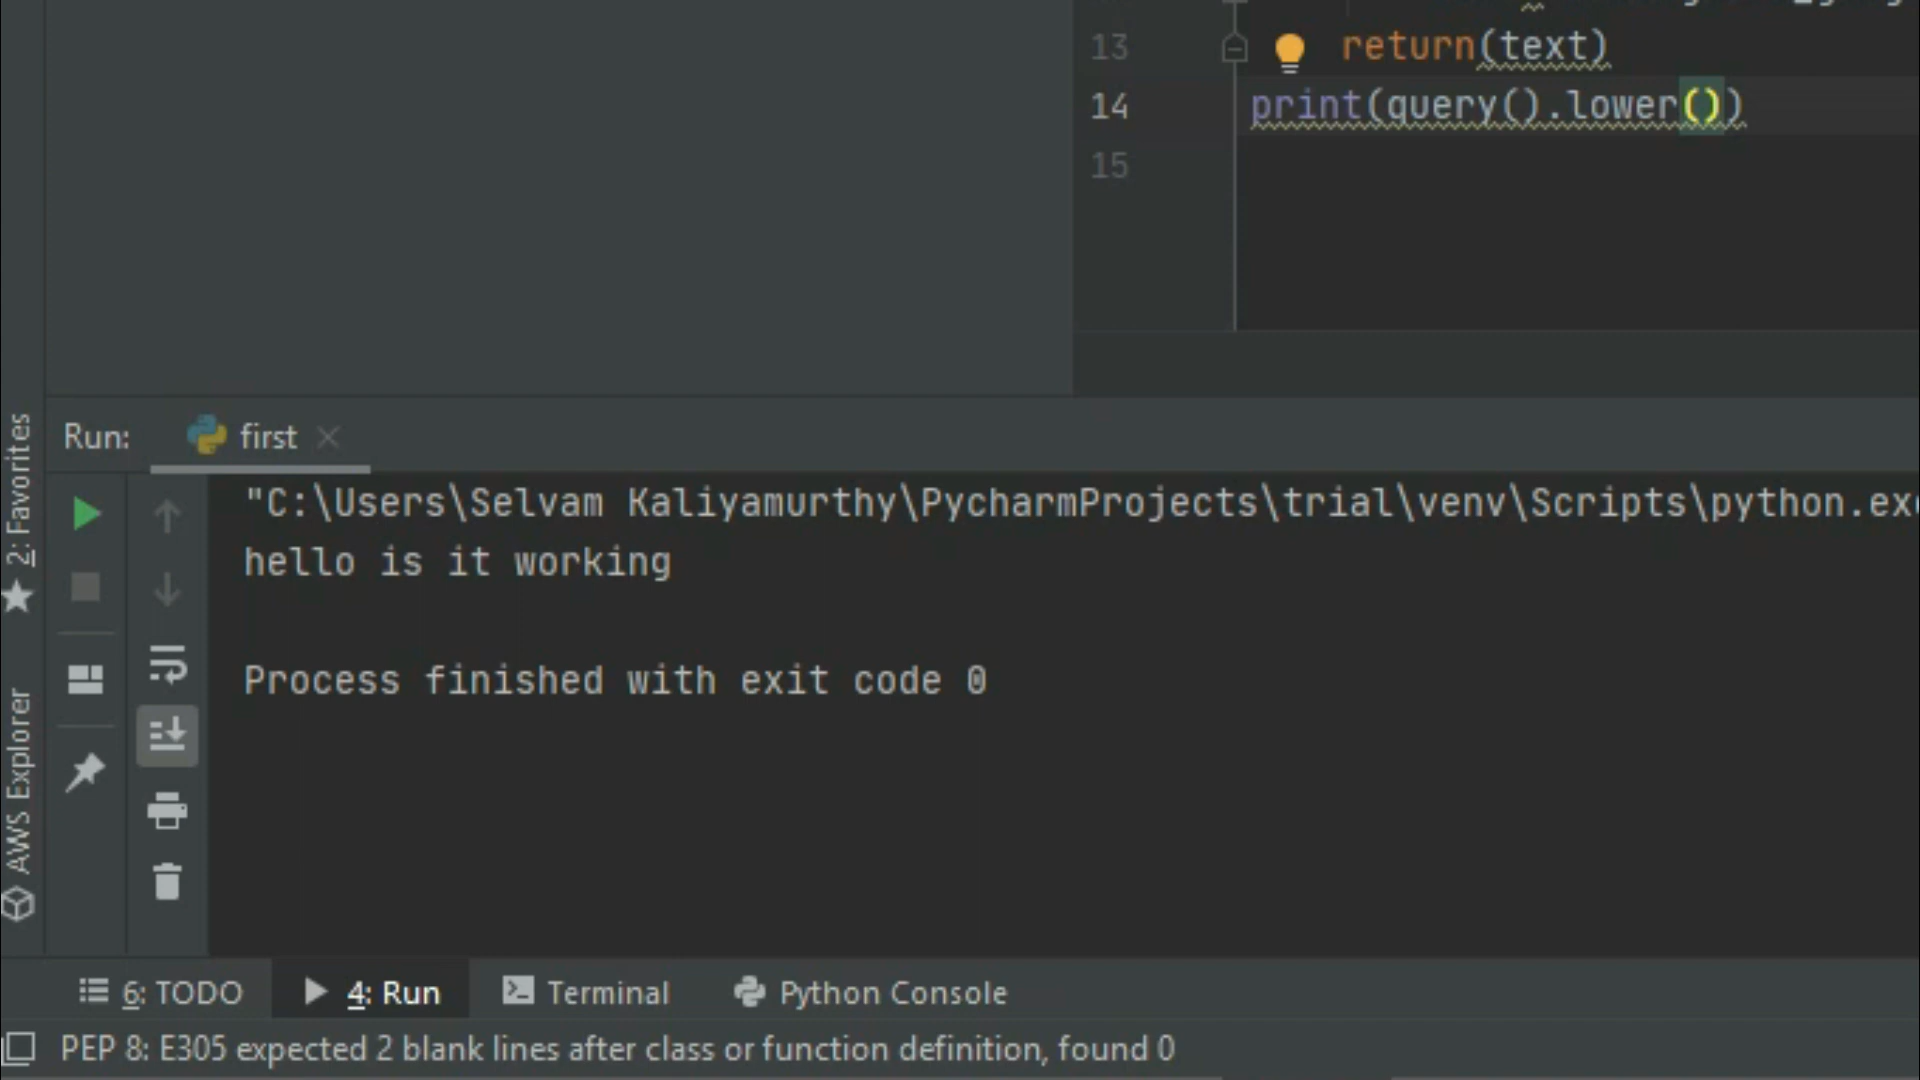 13 return(text)
14 print(query().lower())
15
Run: first
"C:\Users\Selvam Kaliyamurthy\PycharmProjects\trial\venv\Scripts\python.exe
hello is it working
Process finished with exit code 0
2: Favorites
AWS Explorer
6: TODO 4: Run Terminal Python Console
PEP 8: E305 expected 2 blank lines after class or function definition, found 0